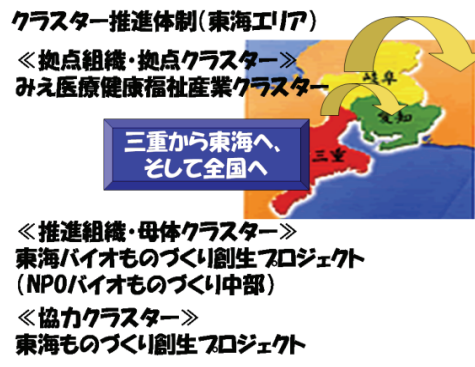 クラスター推進体制(東海エリア)
≪拠点組織・拠点クラスター≫
みえ医療健康福祉産業クラスター
岐阜
愛知
三重
三重から東海へ、
そして全国へ
≪推進組織・母体クラスター≫
東海バイオものづくり創生プロジェクト
(NPOバイオものづくり中部)
≪協力クラスター≫
東海ものづくり創生プロジェクト